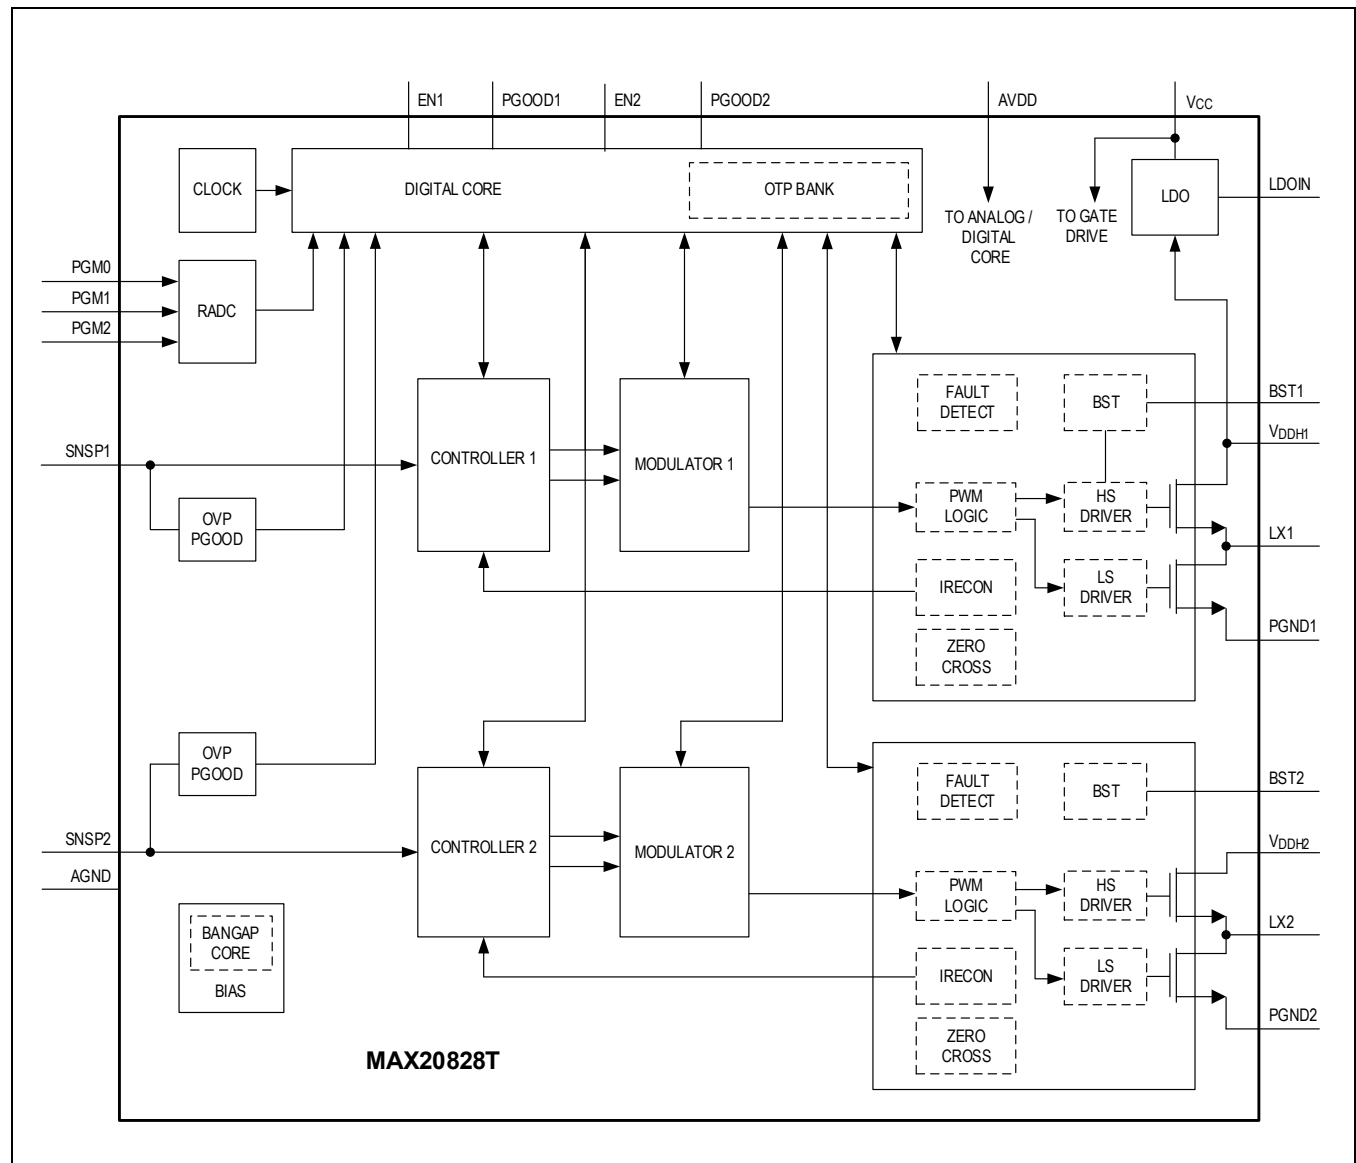 EN1
PGOOD1
EN2
PGOOD2
AVDD
VCC
CLOCK
DIGITAL CORE
OTP BANK
LDO
LDOIN
TO ANALOG /
DIGITAL
CORE
TO GATE
DRIVE
PGM0
PGM1
PGM2
RADC
FAULT
DETECT
BST
BST1
VDDH1
SNSP1
CONTROLLER 1
MODULATOR 1
OVP
PGOOD
PWM
LOGIC
HS
DRIVER
LX1
IRECON
LS
DRIVER
PGND1
ZERO
CROSS
OVP
PGOOD
FAULT
DETECT
BST
BST2
SNSP2
CONTROLLER 2
MODULATOR 2
VDDH2
AGND
PWM
LOGIC
HS
DRIVER
LX2
BANGAP
CORE
BIAS
IRECON
LS
DRIVER
PGND2
ZERO
CROSS
MAX20828T